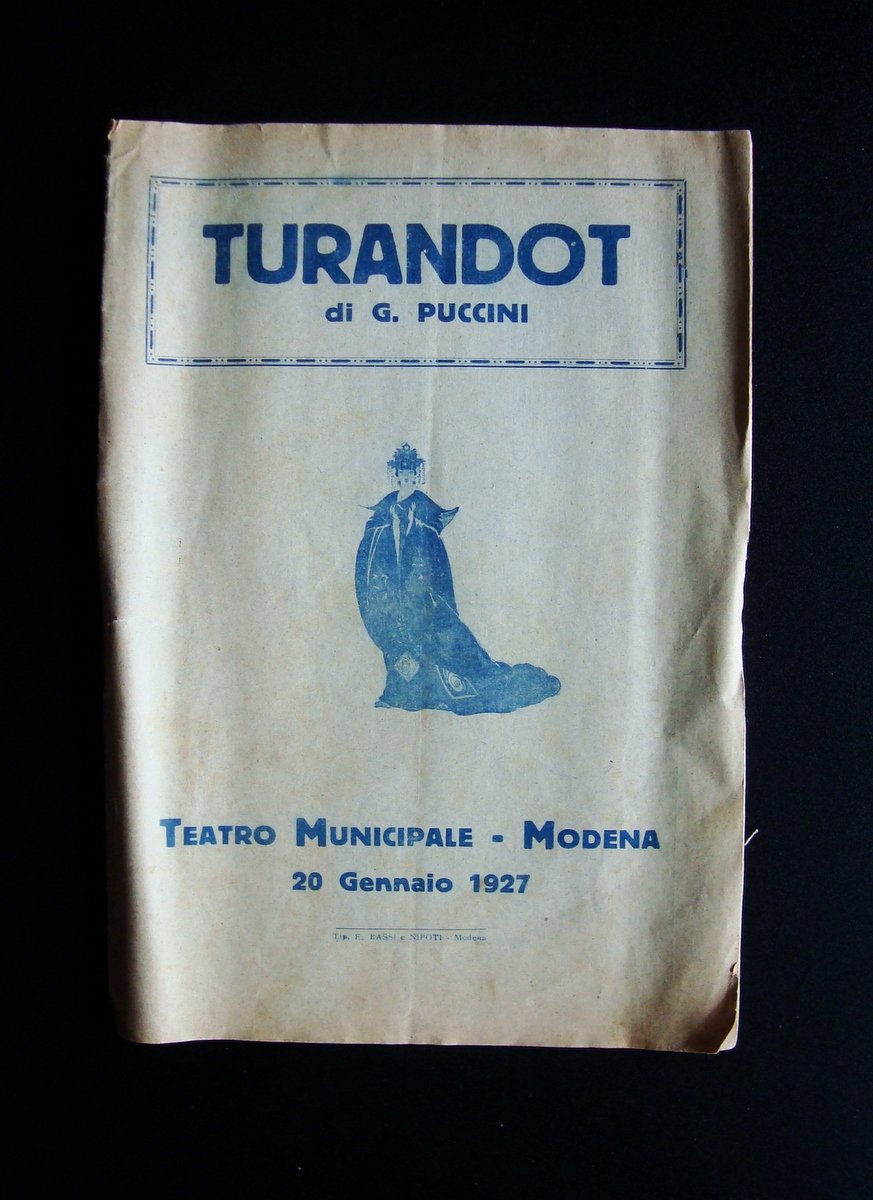 TURANDOT
di G. PUCCINI
TEATRO MUNICIPALE - MODENA
20 Gennaio 1927
Tip. E. BASSI e NIPOTI - Modena